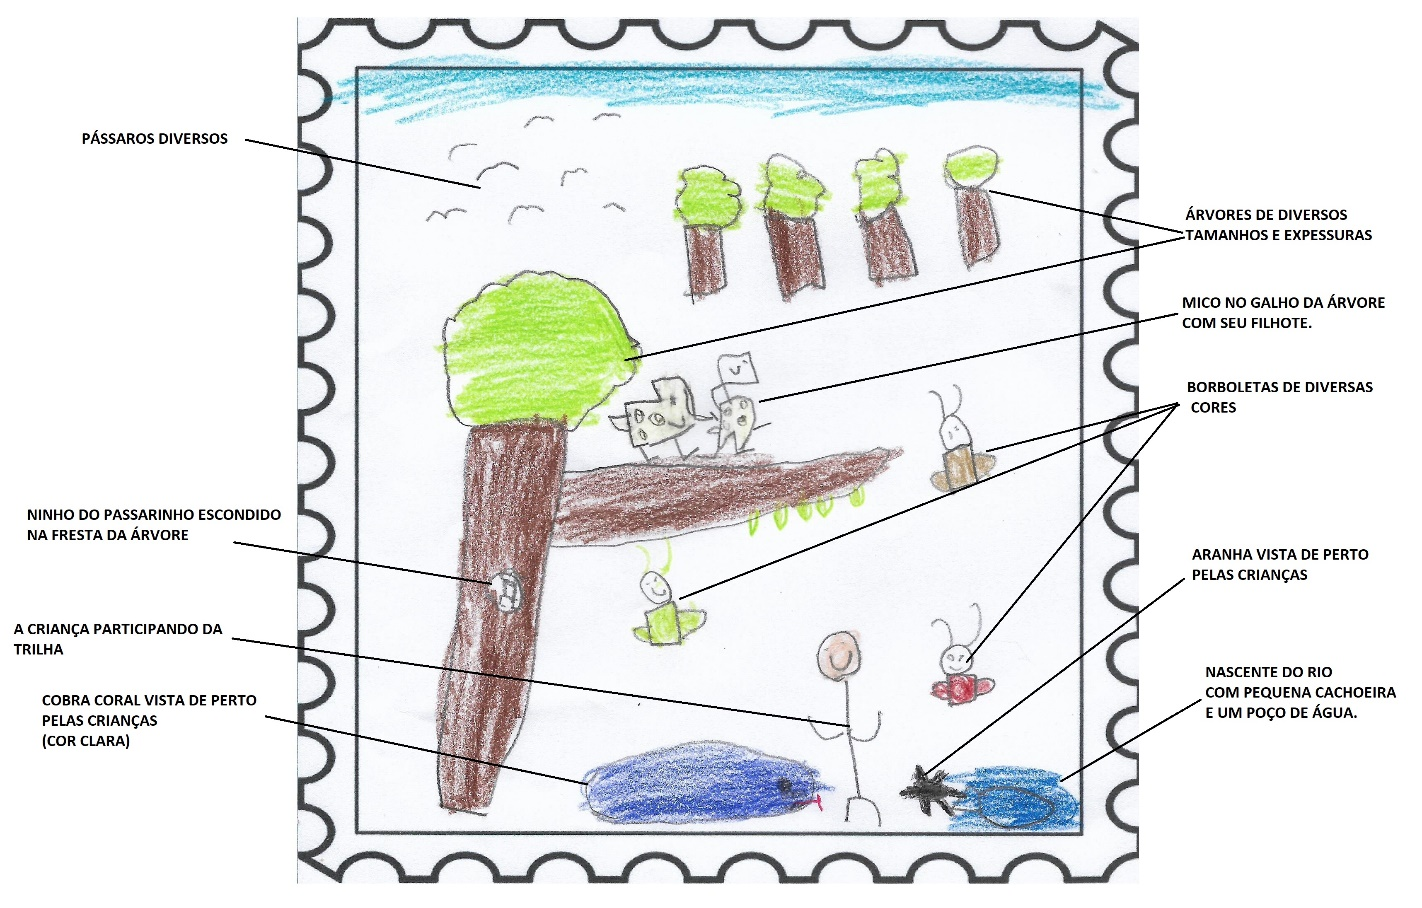 PÁSSAROS DIVERSOS
ÁRVORES DE DIVERSOS
TAMANHOS E EXPESSURAS
MICO NO GALHO DA ÁRVORE
COM SEU FILHOTE.
BORBOLETAS DE DIVERSAS
CORES
NINHO DO PASSARINHO ESCONDIDO
NA FRESTA DA ÁRVORE
ARANHA VISTA DE PERTO
PELAS CRIANÇAS
A CRIANÇA PARTICIPANDO DA
TRILHA
NASCENTE DO RIO
COM PEQUENA CACHOEIRA
E UM POÇO DE ÁGUA.
COBRA CORAL VISTA DE PERTO
PELAS CRIANÇAS
(COR CLARA)